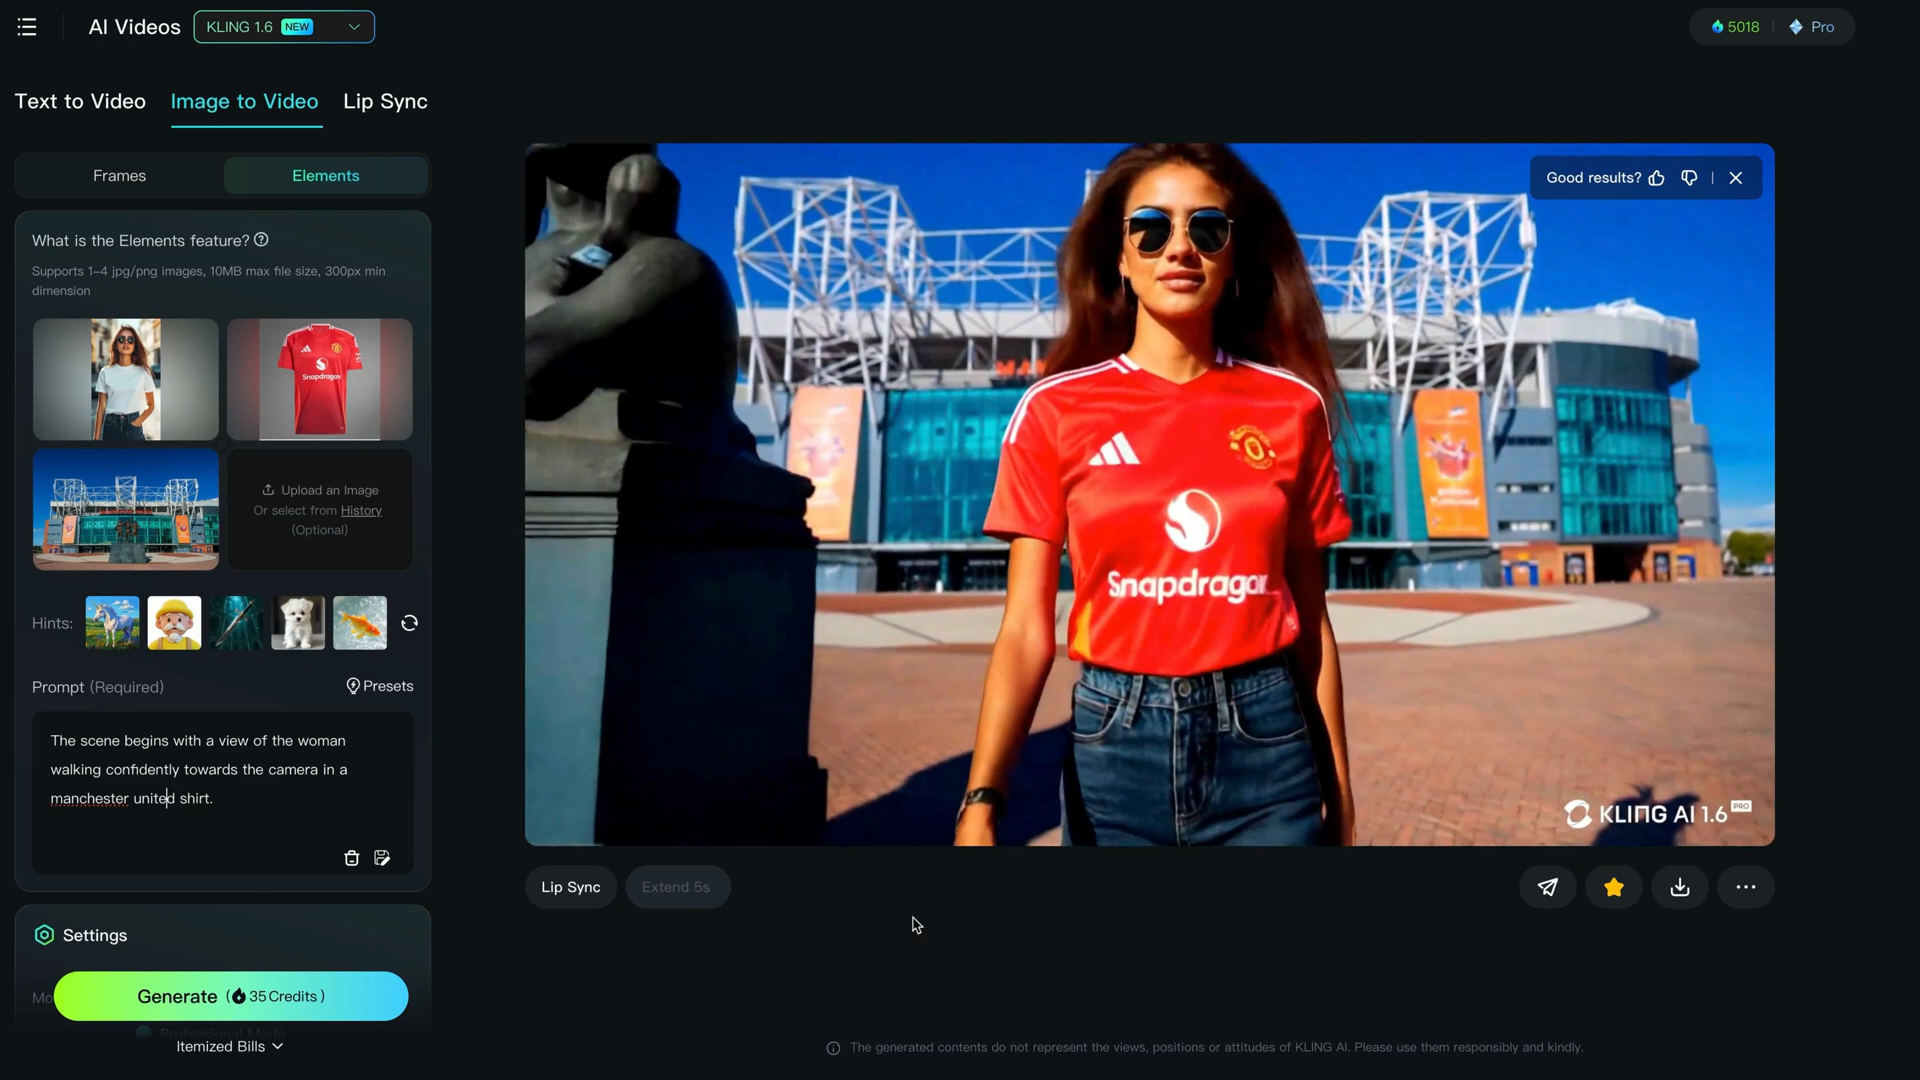 AI Videos
KLING 1.6 NEW
5018 | Pro
Text to Video
Image to Video
Lip Sync
Frames
Elements
What is the Elements feature?
Supports 1–4 jpg/png images, 10MB max file size, 300px min
dimension
Snapdragon
Upload an Image
Or select from History
(Optional)
Hints:
Prompt (Required)
Presets
The scene begins with a view of the woman
walking confidently towards the camera in a
manchester united shirt.
Settings
Mo
Generate ( 35 Credits )
Professional Mode
Itemized Bills
Good results? |
Snapdragon
KLING AI 1.6 PRO
Lip Sync
Extend 5s
The generated contents do not represent the views, positions or attitudes of KLING AI. Please use them responsibly and kindly.